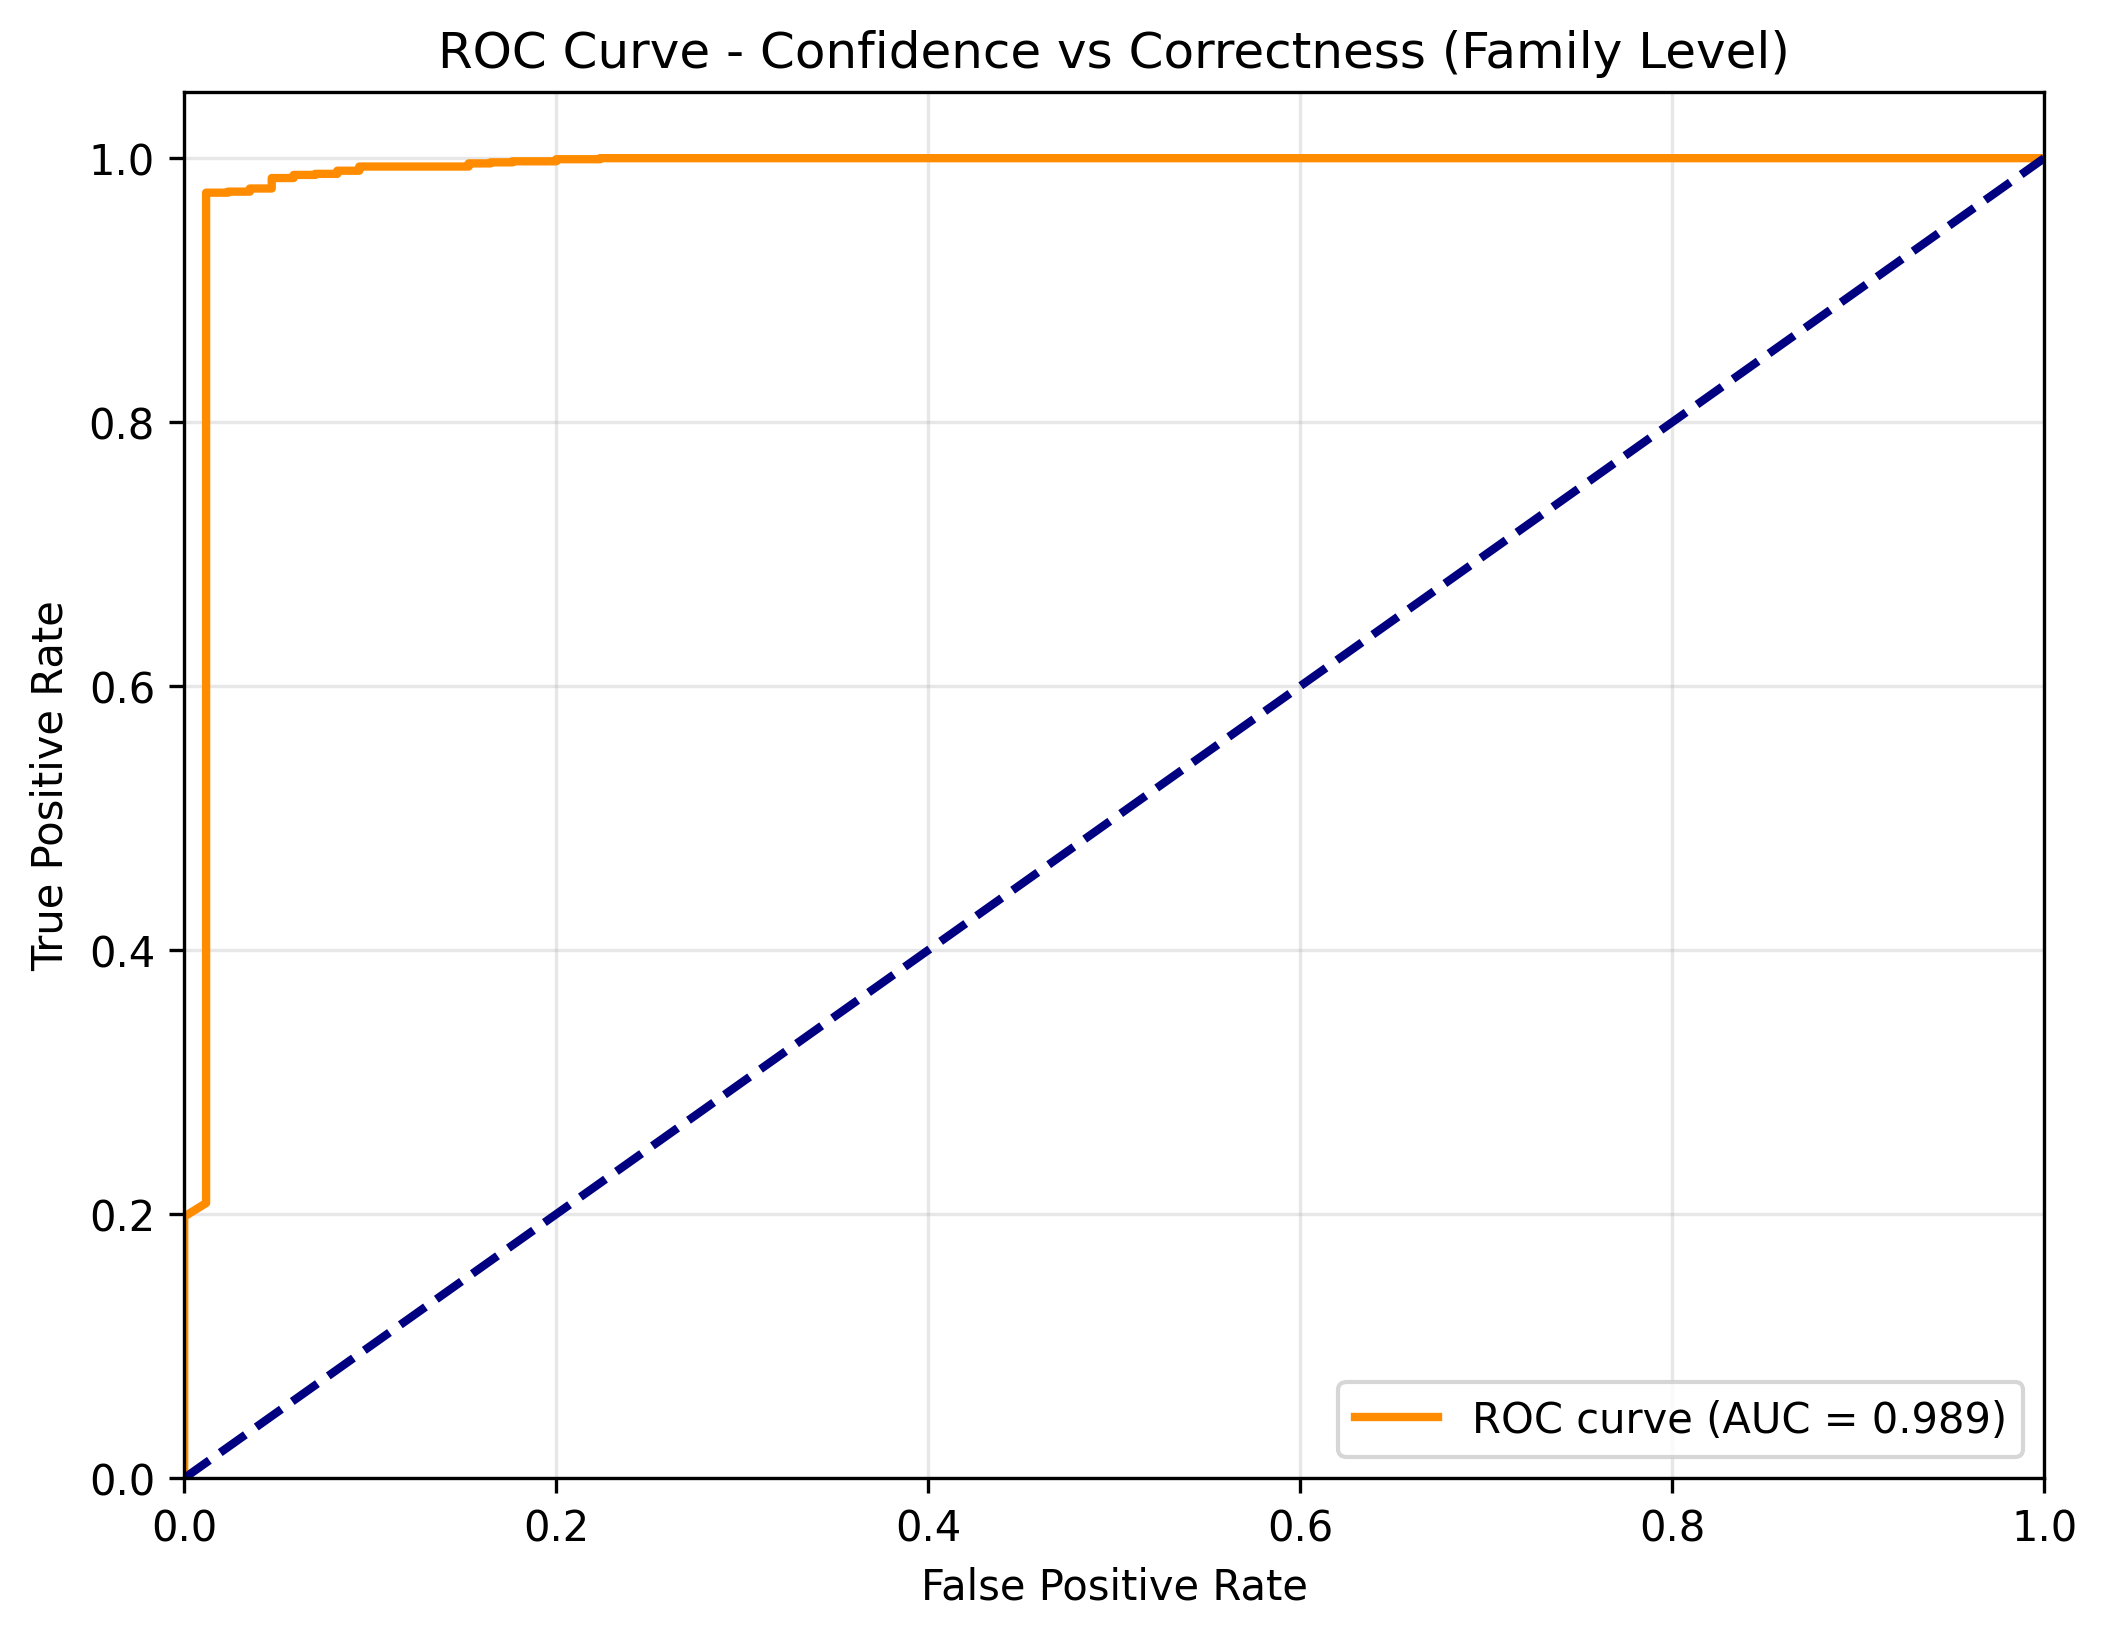 ROC Curve - Confidence vs Correctness (Family Level)
1.0
0.8
0.6
0.4
0.2
0.0
True Positive Rate
ROC curve (AUC = 0.989)
0.0 0.2 0.4 0.6 0.8 1.0
False Positive Rate